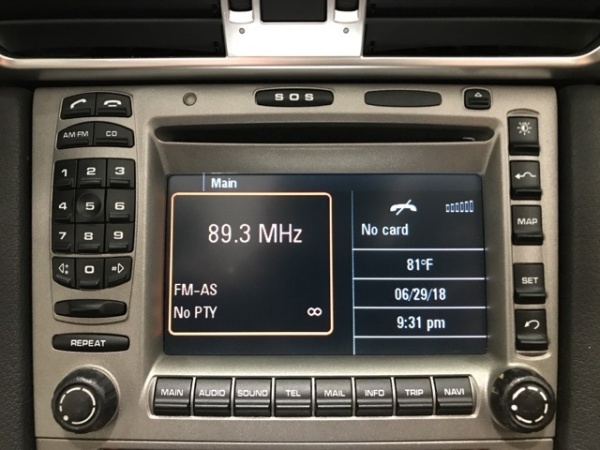 SOS
AM FM CD
1 2 3
4 5 6
7 8 9
0
REPEAT
Main
89.3 MHz
FM-AS
No PTY ∞
No card
81°F
06/29/18
9:31 pm
MAP
SET
MAIN AUDIO SOUND TEL MAIL INFO TRIP NAVI